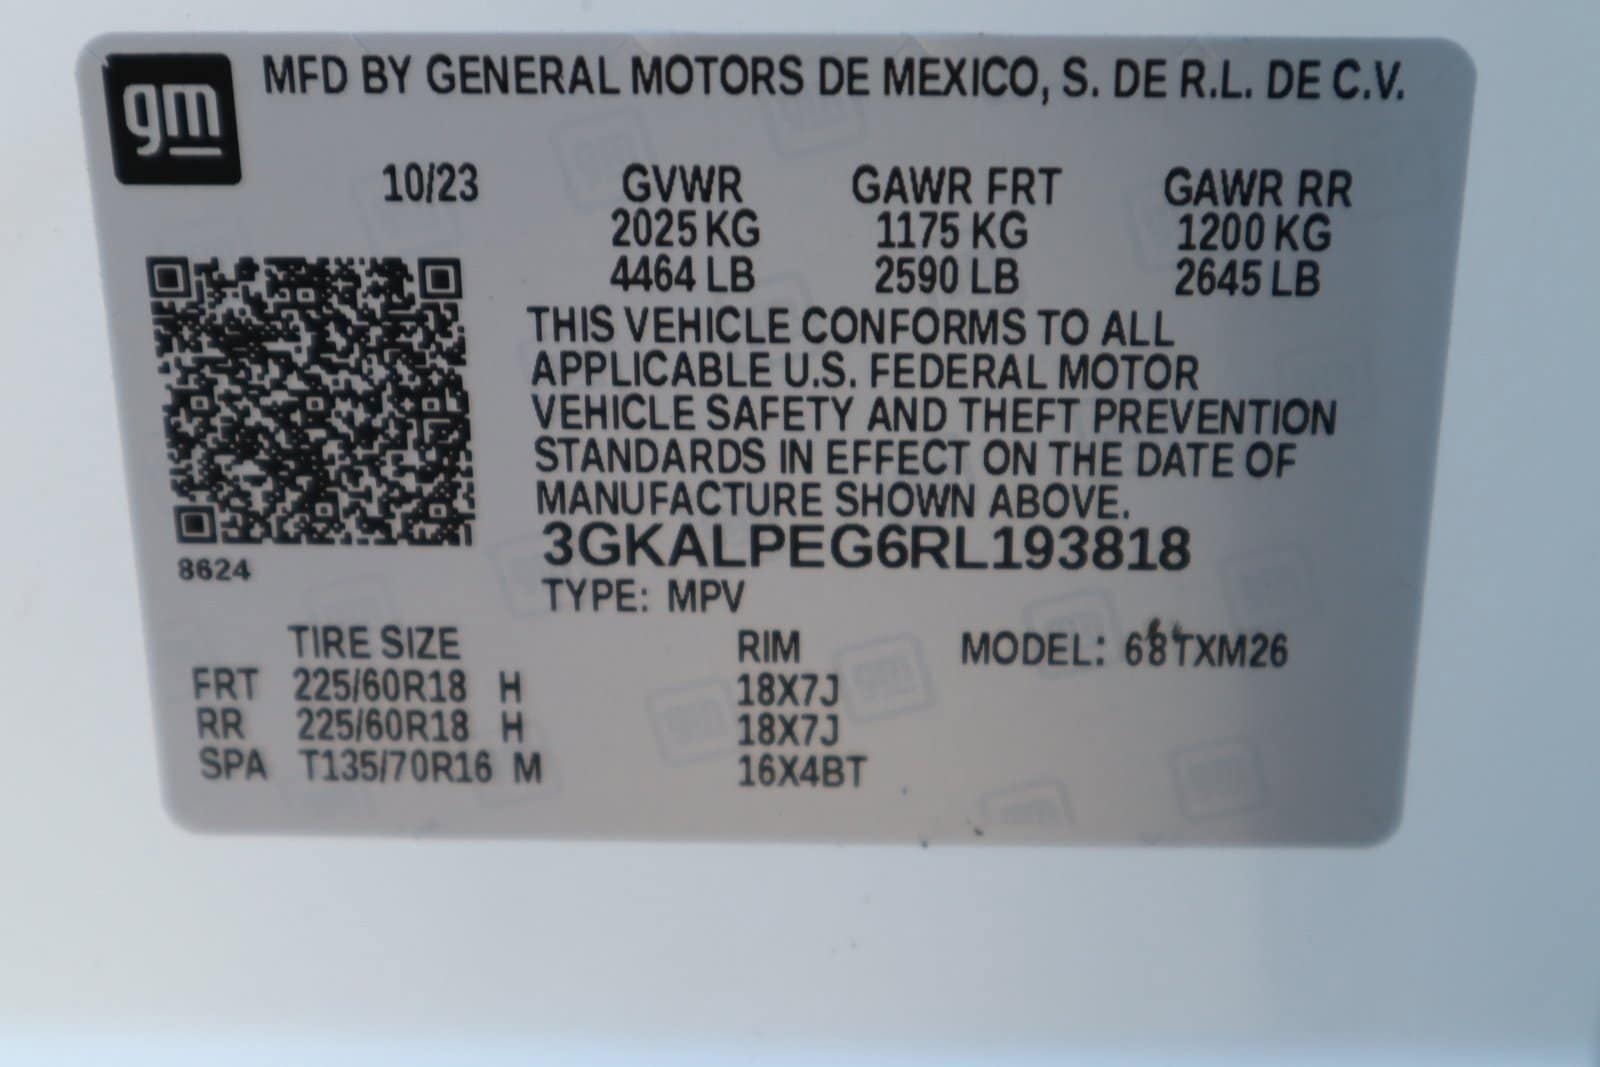 gm
MFD BY GENERAL MOTORS DE MEXICO, S. DE R.L. DE C.V.
10/23 GVWR GAWR FRT GAWR RR
2025 KG 1175 KG 1200 KG
4464 LB 2590 LB 2645 LB
THIS VEHICLE CONFORMS TO ALL
APPLICABLE U.S. FEDERAL MOTOR
VEHICLE SAFETY AND THEFT PREVENTION
STANDARDS IN EFFECT ON THE DATE OF
MANUFACTURE SHOWN ABOVE.
3GKALPEG6RL193818
8624
TYPE: MPV
TIRE SIZE RIM MODEL:
FRT 225/60R18 H 18X7J
RR 225/60R18 H 18X7J
SPA T135/70R16 M 16X4BT